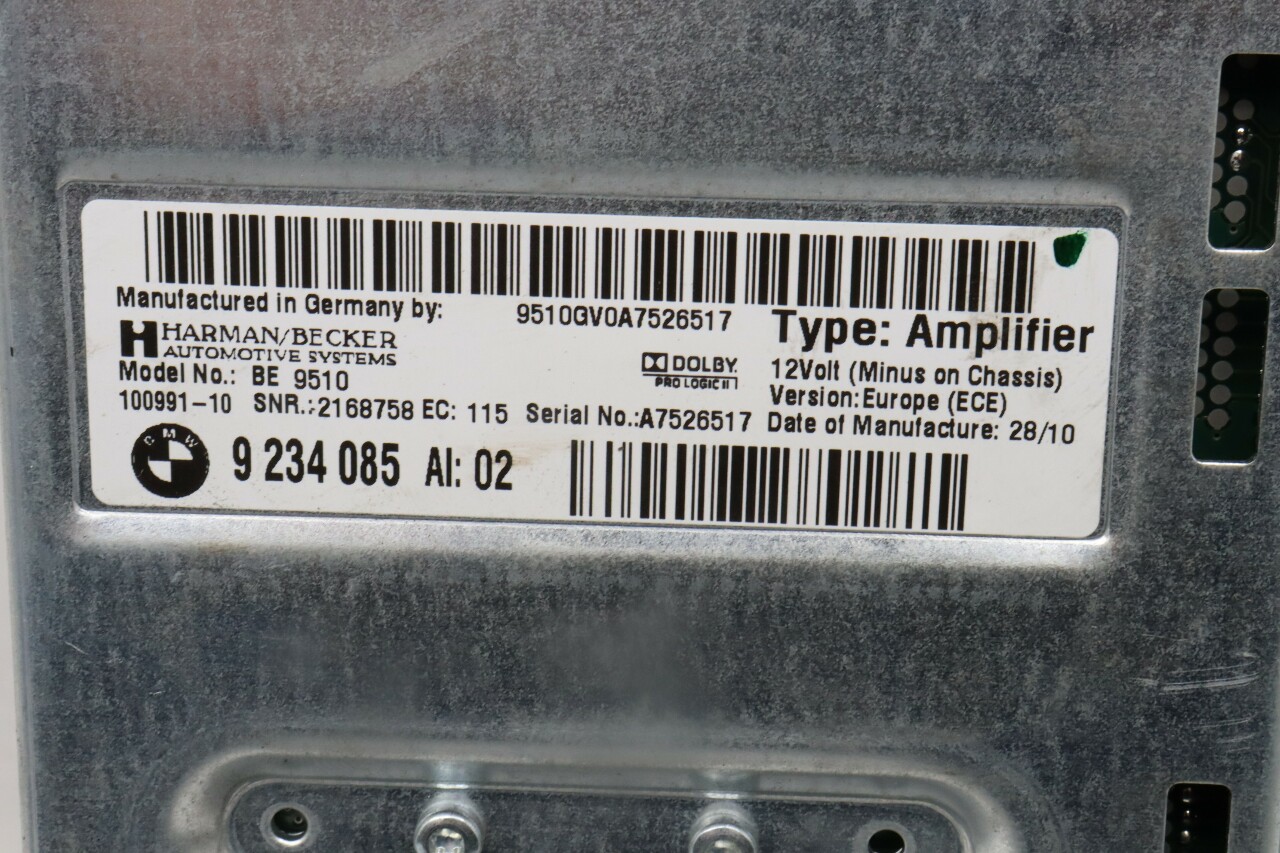 Manufactured in Germany by:
9510GV0A7526517
Type: Amplifier
HARMAN/BECKER
AUTOMOTIVE SYSTEMS
DOLBY
PRO LOGIC II
12Volt (Minus on Chassis)
Model No.: BE 9510
Version: Europe (ECE)
100991-10 SNR.:2168758 EC: 115 Serial No.:A7526517 Date of Manufacture: 28/10
BMW
9 234 085 AI: 02